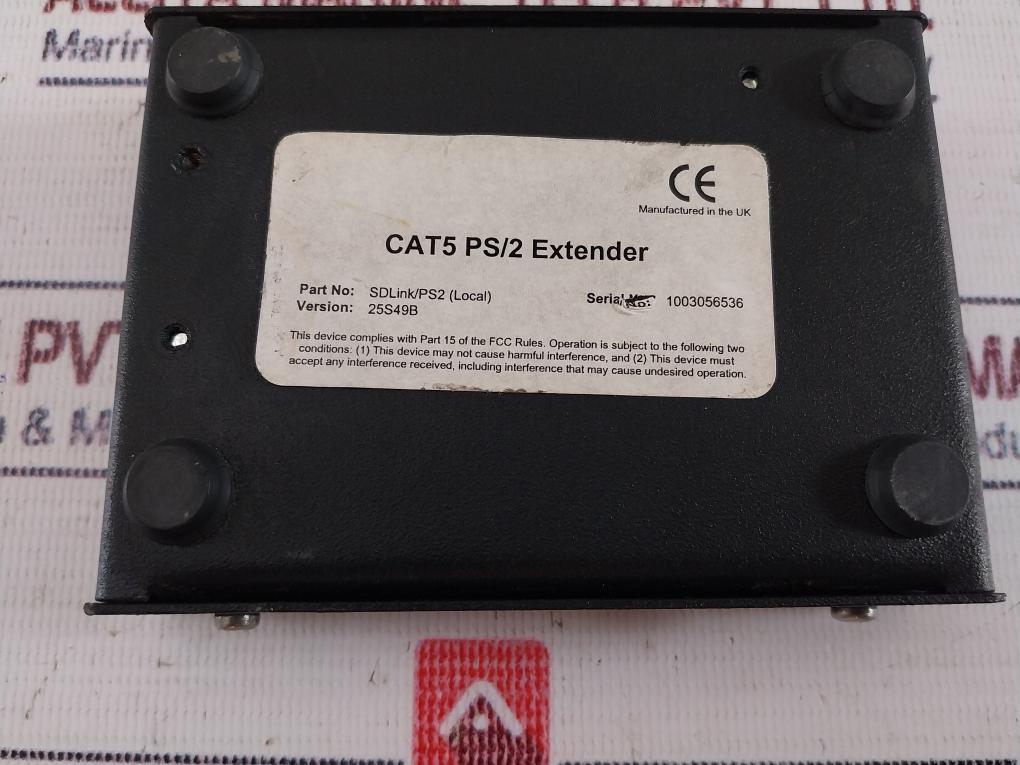 Marin
CE
Manufactured in the UK
CAT5 PS/2 Extender
Part No: SDLink/PS2 (Local)
Serial No: 1003056536
Version: 25S49B
This device complies with Part 15 of the FCC Rules. Operation is subject to the following two
conditions: (1) This device may not cause harmful interference, and (2) This device must
accept any interference received, including interference that may cause undesired operation.
PV
& M